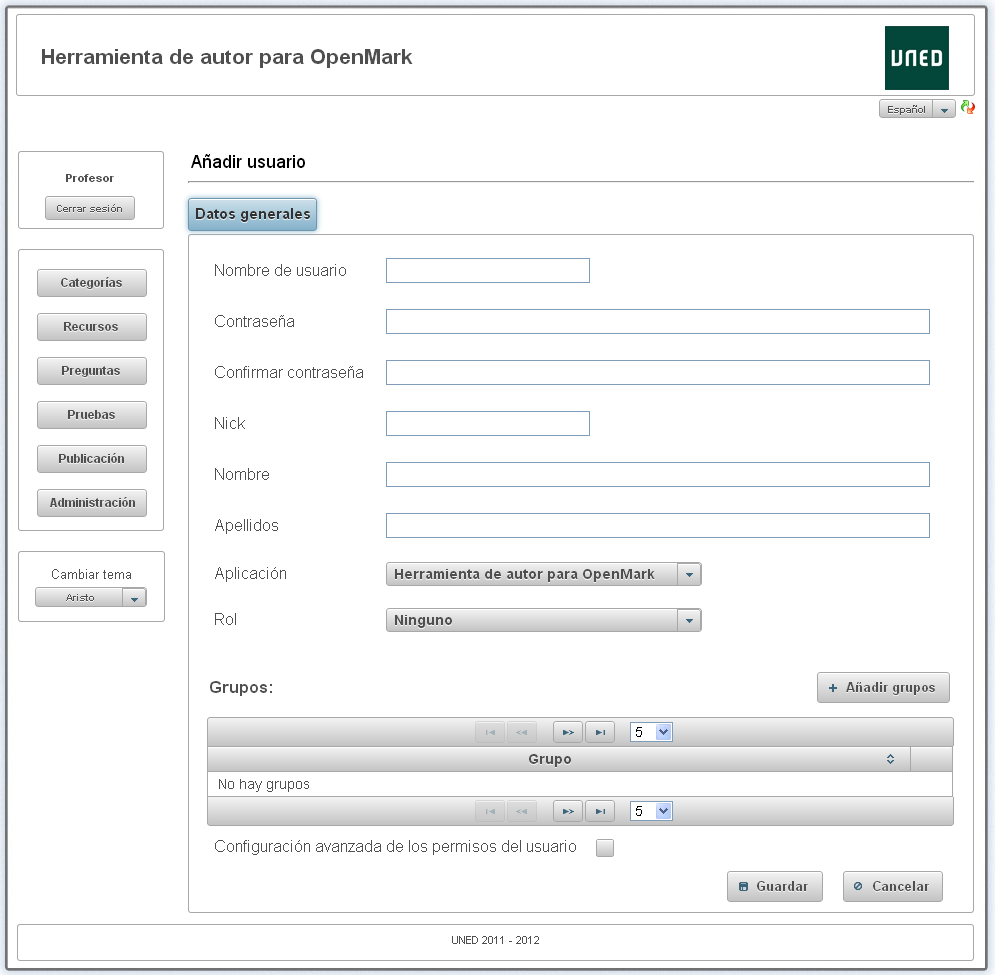 Herramienta de autor para OpenMark
UNED
Español
Profesor
Cerrar sesión
Categorías
Recursos
Preguntas
Pruebas
Publicación
Administración
Cambiar tema
Aristo
Añadir usuario
Datos generales
Nombre de usuario
Contraseña
Confirmar contraseña
Nick
Nombre
Apellidos
Aplicación Herramienta de autor para OpenMark
Rol Ninguno
Grupos: Añadir grupos
5
Grupo
No hay grupos
5
Configuración avanzada de los permisos del usuario
Guardar Cancelar
UNED 2011 - 2012